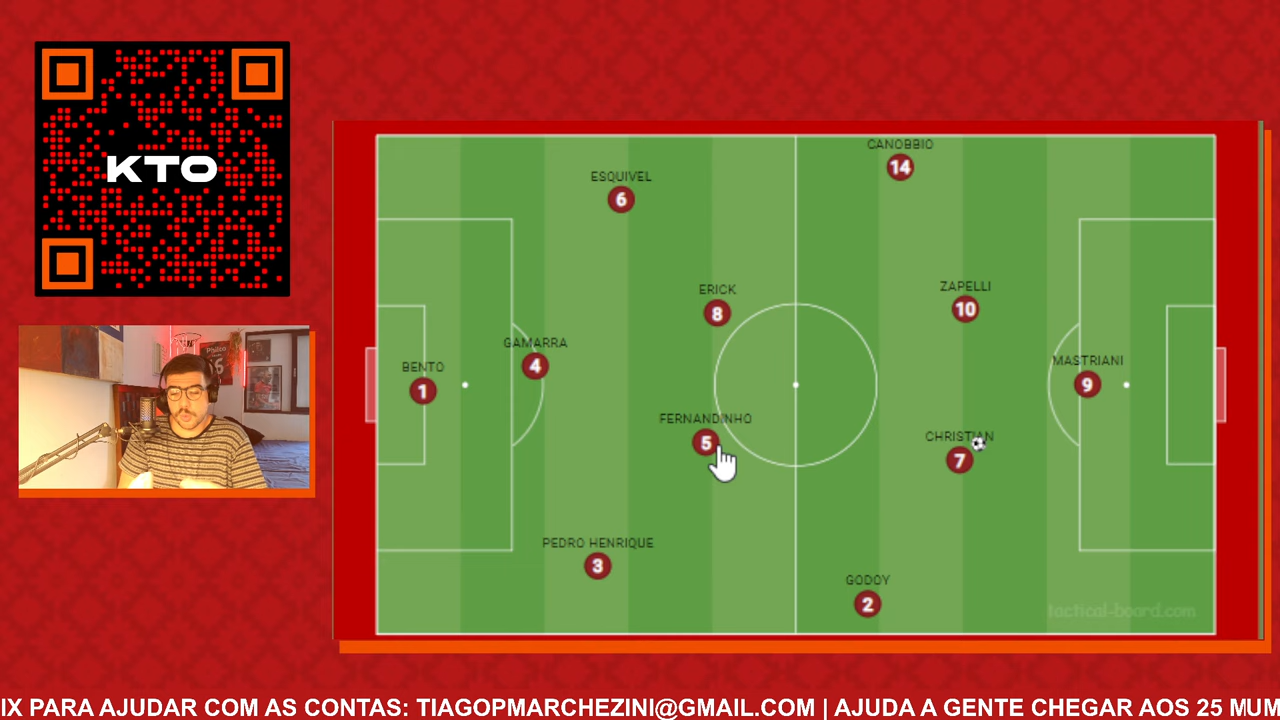 KTO
CANOBBIO
14
ESQUIVEL
6
ERICK
8
ZAPELLI
10
GAMARRA
4
BENTO
1
MASTRIANI
9
FERNANDINHO
5
CHRISTIAN
7
PEDRO HENRIQUE
3
GODOY
2
tactical-board.com
IX PARA AJUDAR COM AS CONTAS: TIAGOPMARCHEZINI@GMAIL.COM | AJUDA A GENTE CHEGAR AOS 25 MUM